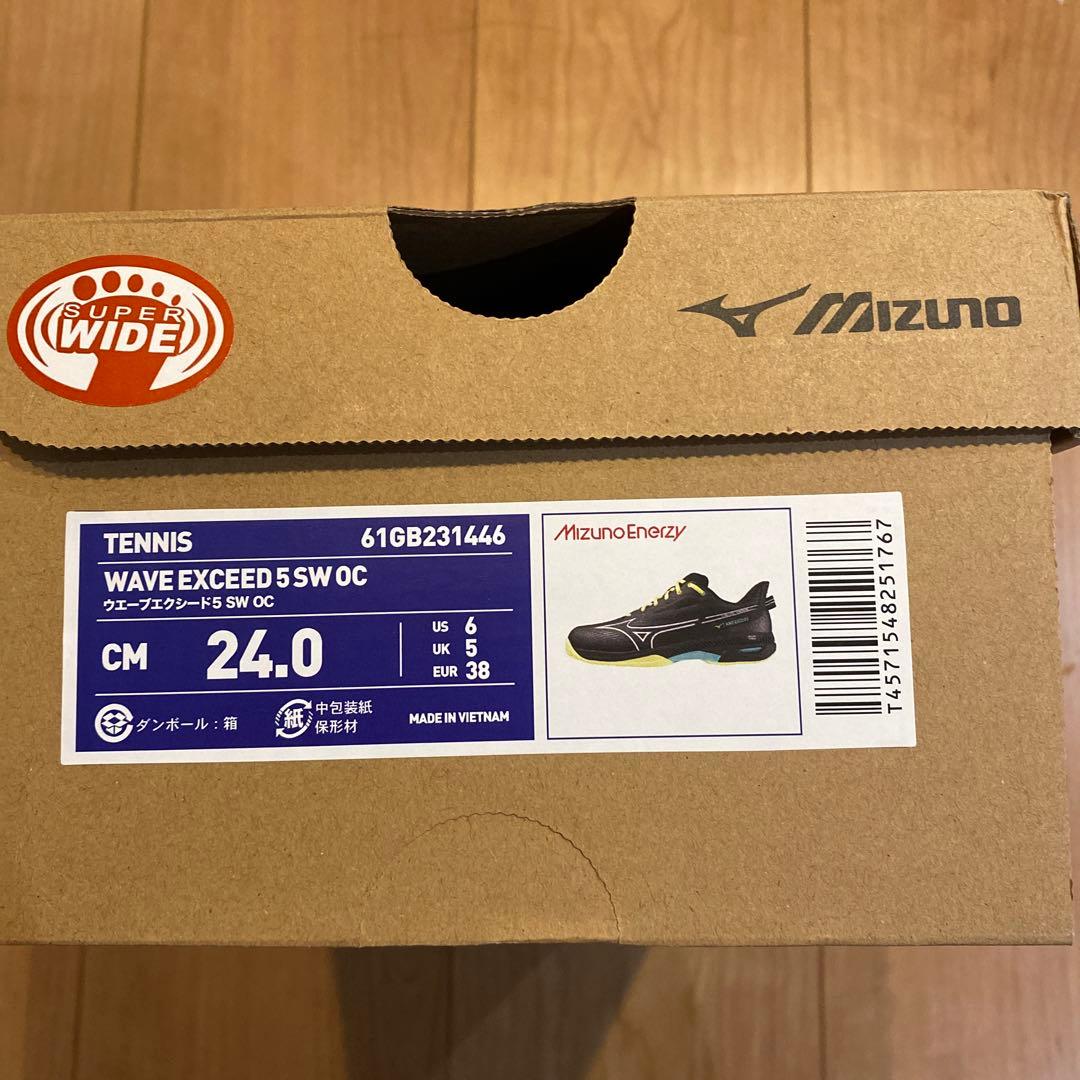 SUPER
WIDE
MIZUNO
TENNIS 61GB231446
WAVE EXCEED 5 SW OC
ウエーブエクシード5 SW OC
CM 24.0
US 6
UK 5
EUR 38
ダンボール:箱
紙
中包装紙
保形材
MADE IN VIETNAM
Mizuno Enerzy
T4571548251767